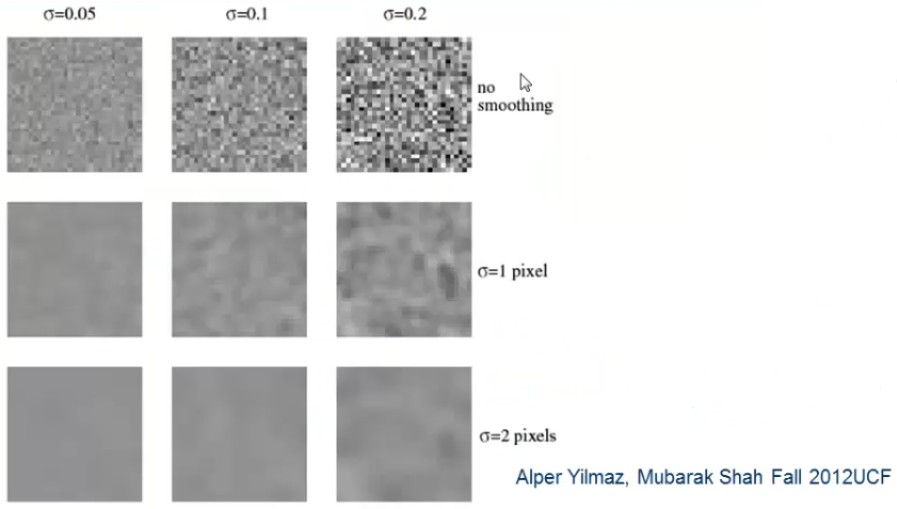 σ=0.05 σ=0.1 σ=0.2
no
smoothing
σ=1 pixel
σ=2 pixels
Alper Yilmaz, Mubarak Shah Fall 2012UCF